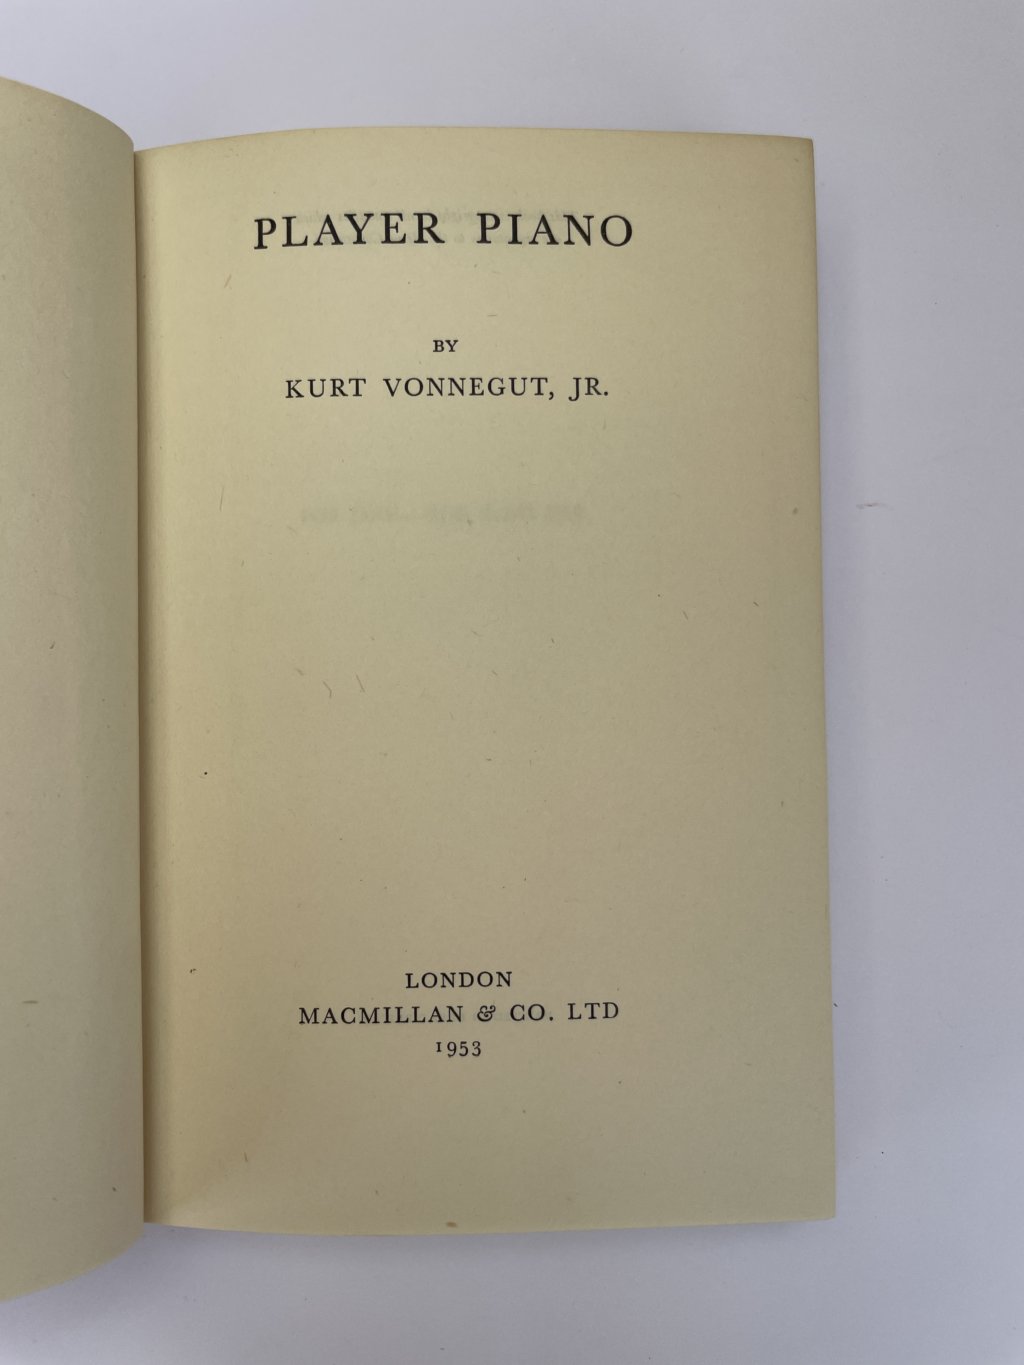 PLAYER PIANO
BY
KURT VONNEGUT, JR.
LONDON
MACMILLAN & CO. LTD
1953